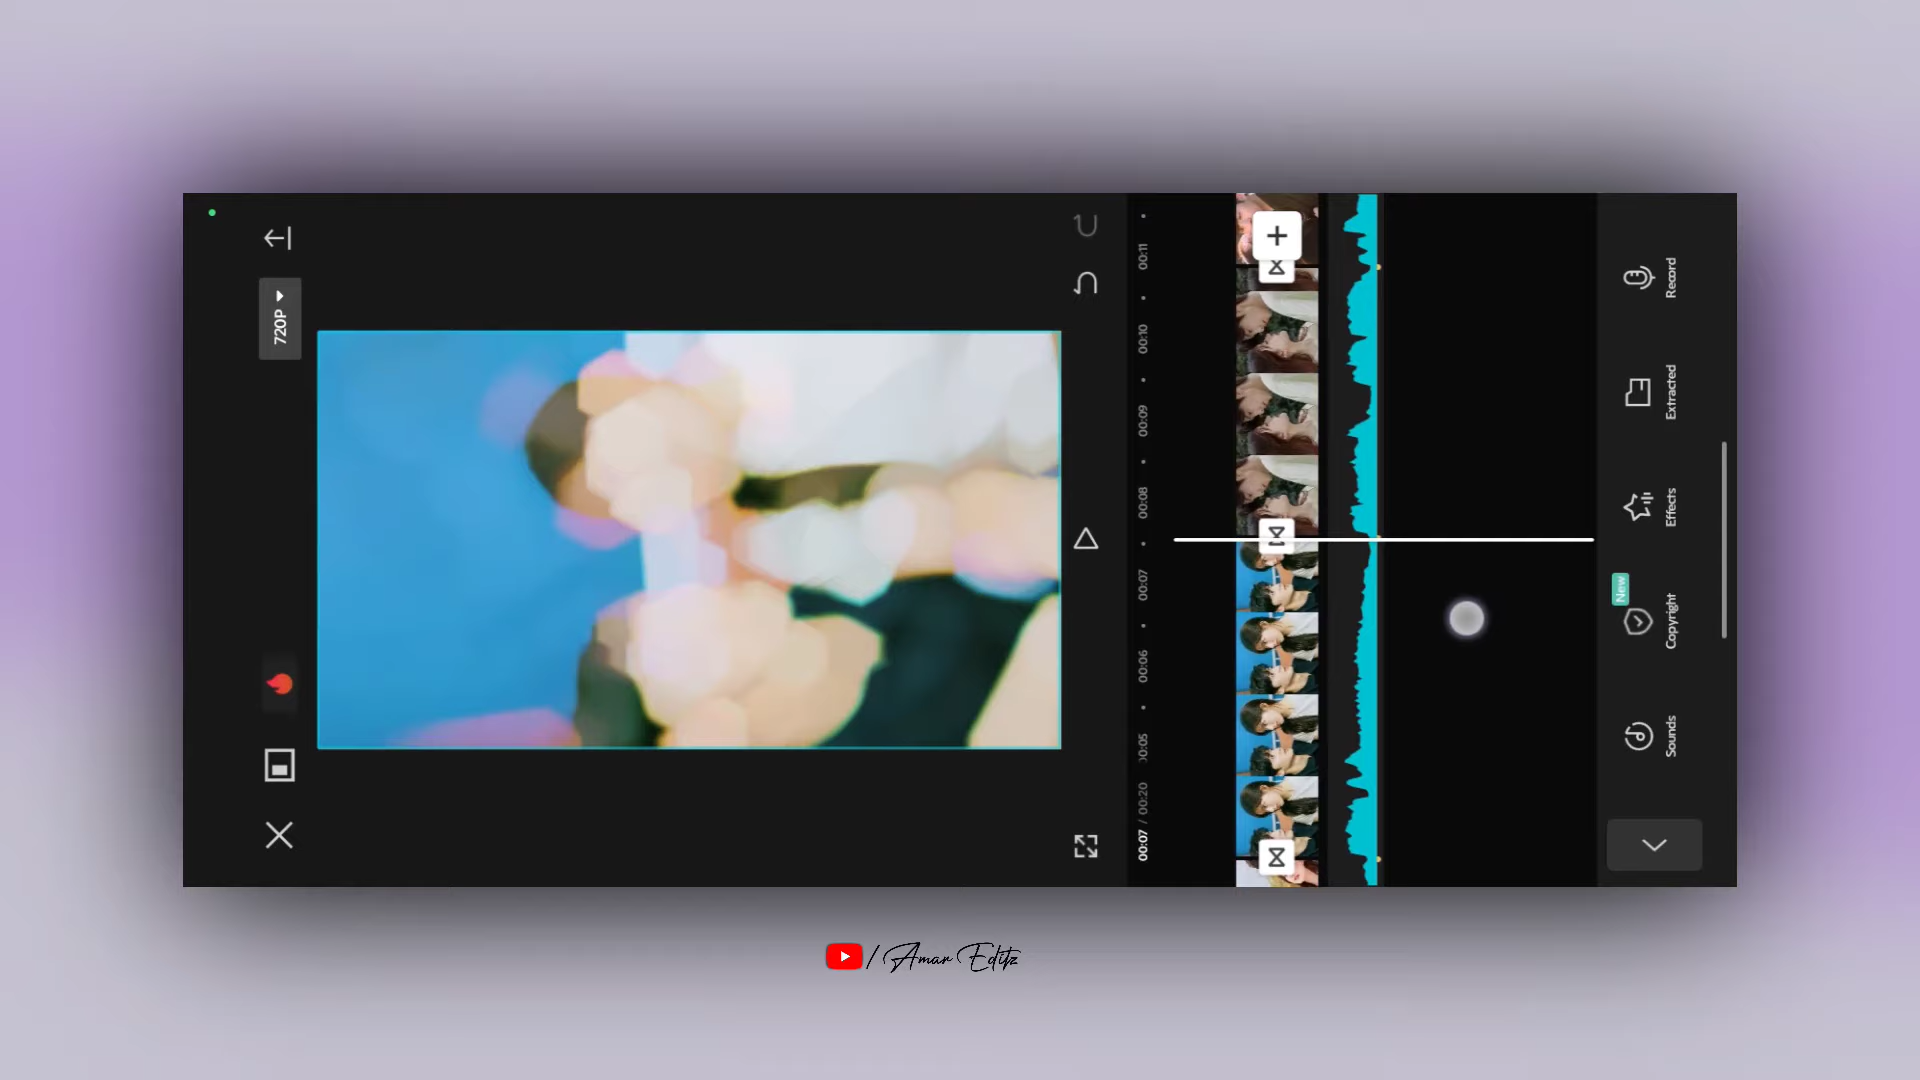 720P
00:07 / 00:20
00:05
00:06
00:07
00:08
00:09
00:10
00:11
Sounds
Copyright
New
Effects
Extracted
Record
/ Amar Editz